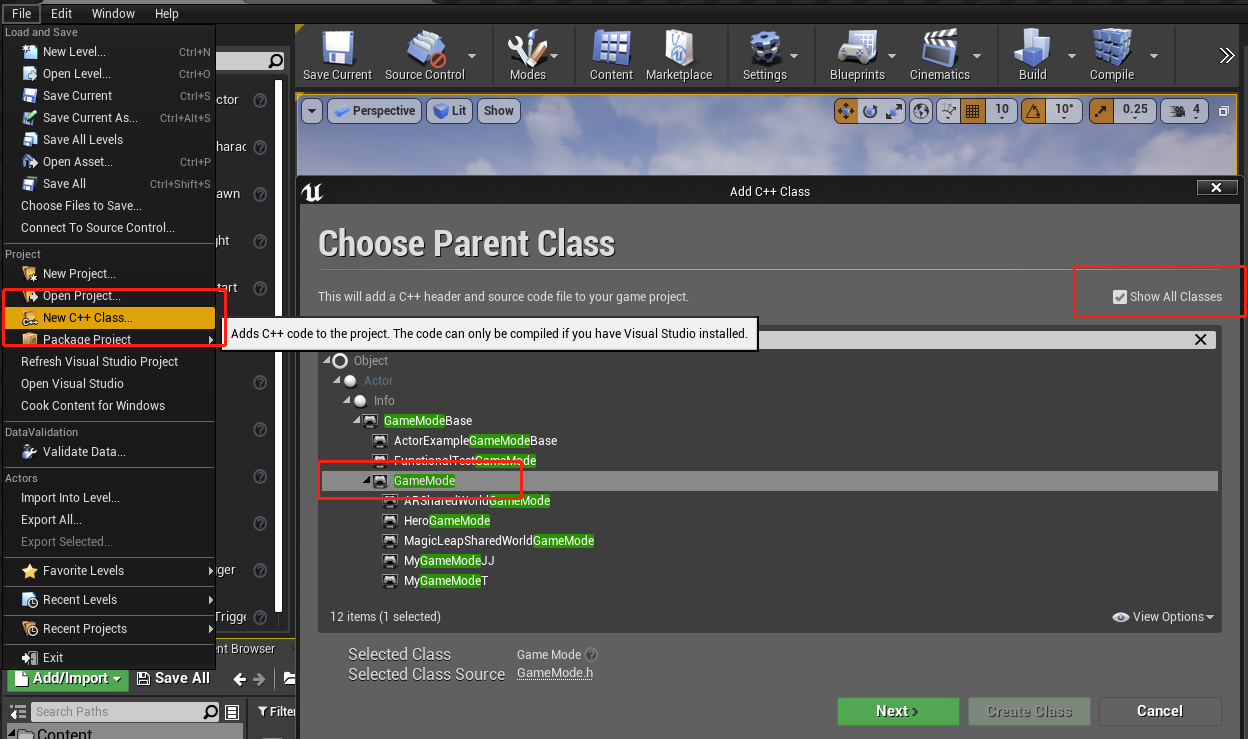 File Edit Window Help
Load and Save
New Level... Ctrl+N
Open Level... Ctrl+O
Save Current Ctrl+S
Save Current As... Ctrl+Alt+S
Save All Levels
Open Asset... Ctrl+P
Save All Ctrl+Shift+S
Choose Files to Save...
Connect To Source Control...
Project
New Project...
Open Project...
New C++ Class...
Package Project
Refresh Visual Studio Project
Open Visual Studio
Cook Content for Windows
DataValidation
Validate Data...
Actors
Import Into Level...
Export All...
Export Selected...
Favorite Levels
Recent Levels
Recent Projects
Exit
Adds C++ code to the project. The code can only be compiled if you have Visual Studio installed.
Save Current Source Control Modes Content Marketplace Settings Blueprints Cinematics Build Compile
Perspective Lit Show 10 10° 0.25 4
Add C++ Class
Choose Parent Class
This will add a C++ header and source code file to your game project.
Show All Classes
Object
Actor
Info
GameModeBase
ActorExampleGameModeBase
FunctionalTestGameMode
GameMode
ARSharedWorldGameMode
HeroGameMode
MagicLeapSharedWorldGameMode
MyGameModeJJ
MyGameModeT
12 items (1 selected) View Options
Selected Class Game Mode
Selected Class Source GameMode.h
Next Create Class Cancel
Browser
Add/Import Save All
Search Paths
Content